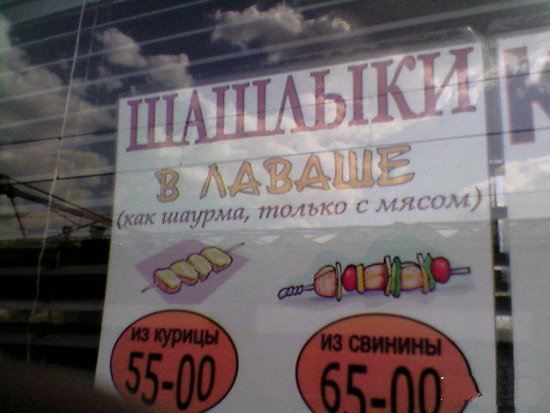 ШАШЛЫКИ
В ЛАВАШЕ
(как шаурма, только с мясом)
ИЗ КУРИЦЫ
55-00
ИЗ СВИНИНЫ
65-00